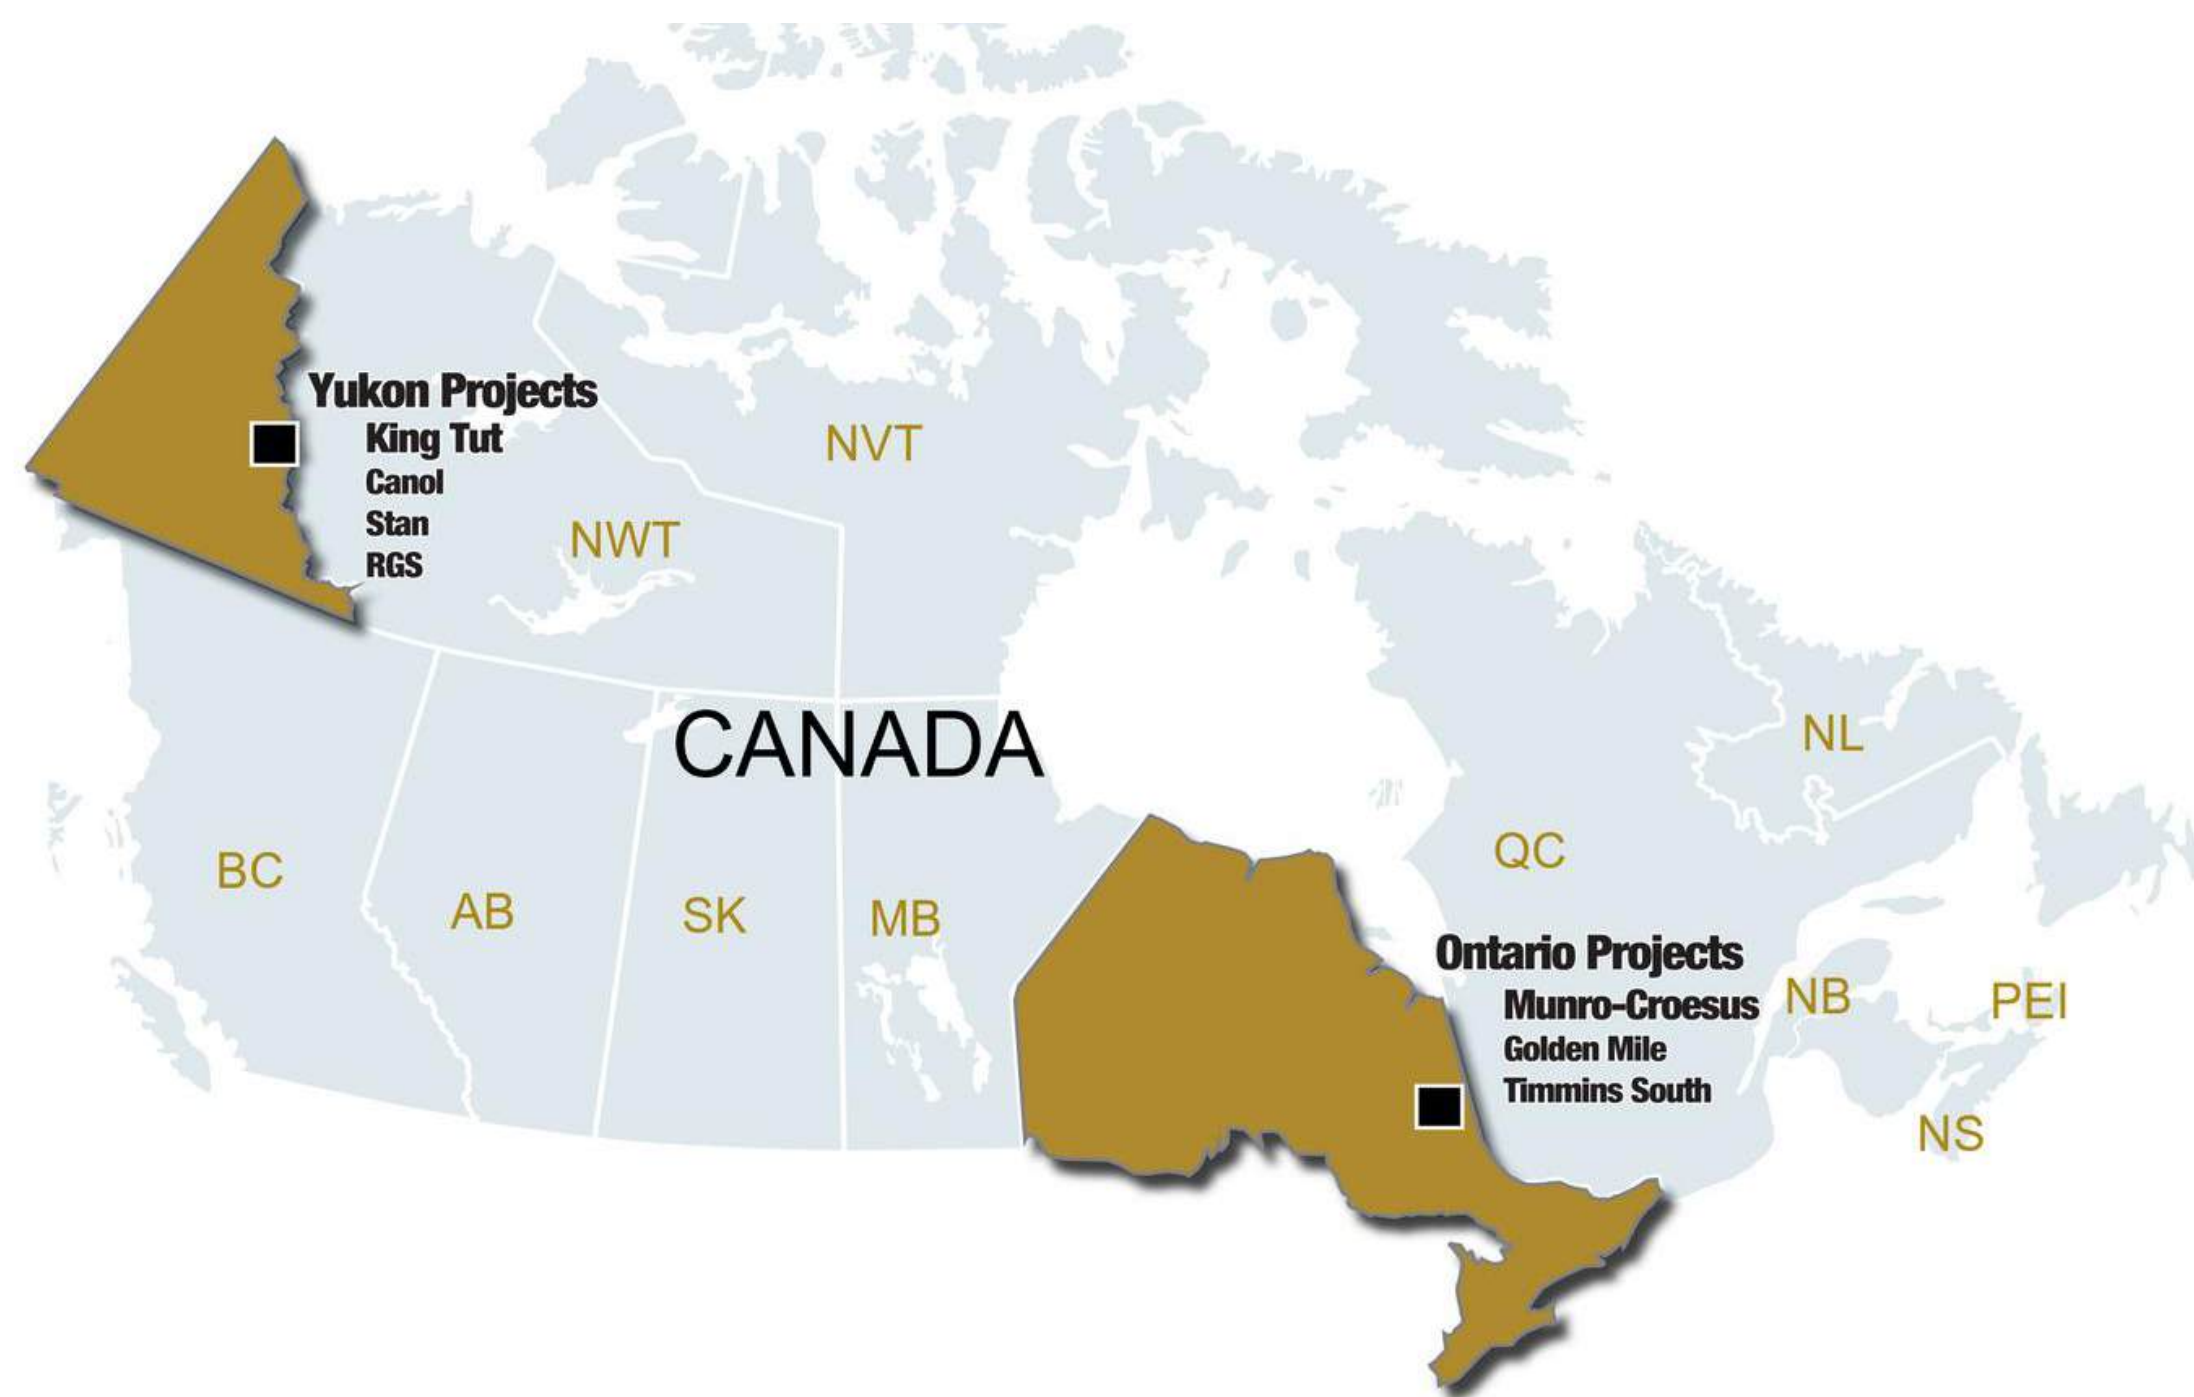 Yukon Projects
King Tut
Canol
Stan
RGS
NVT
NWT
CANADA
NL
BC
AB
SK
MB
QC
Ontario Projects
Munro-Croesus
Golden Mile
Timmins South
NB
PEI
NS